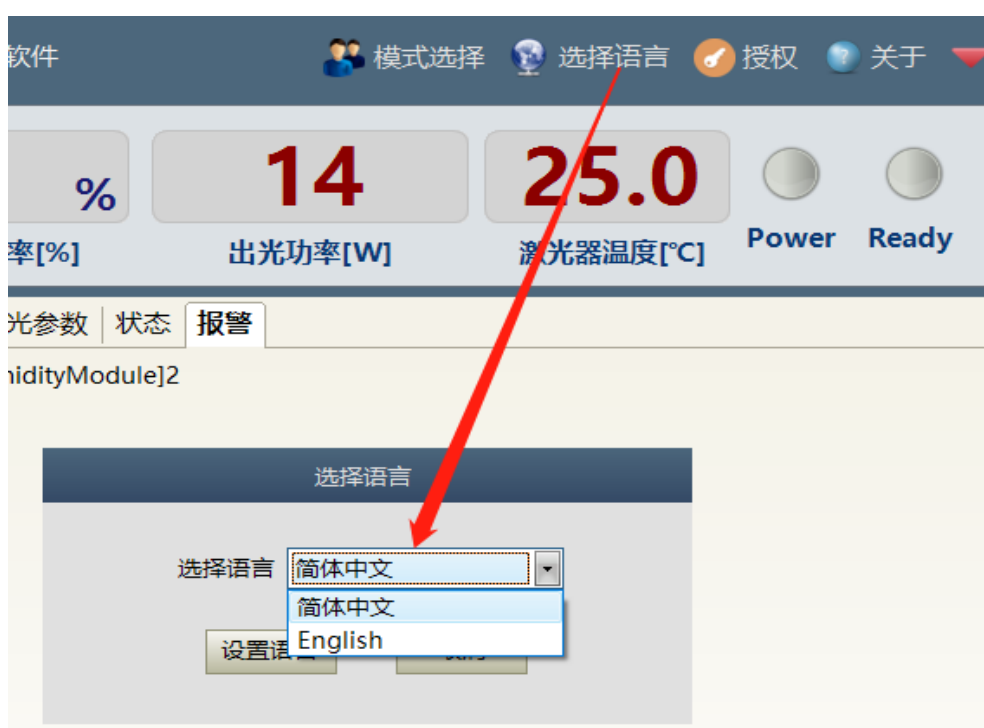 软件 模式选择 选择语言 授权 关于
% 14 25.0
率[%] 出光功率[W] 激光器温度[℃] Power Ready
光参数 状态 报警
nidityModule]2
选择语言
选择语言 简体中文
简体中文
English
设置语